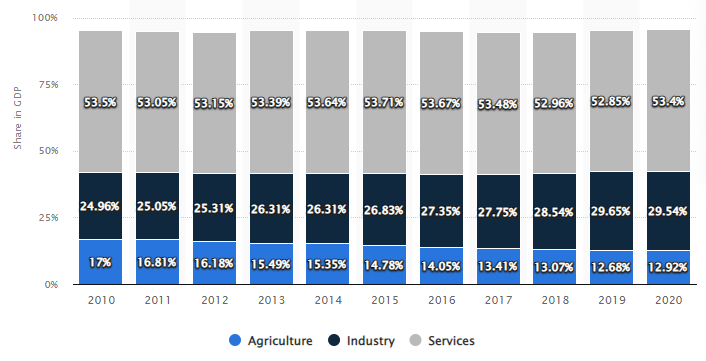 100%
75%
50%
25%
0%
Share in GDP
53.5% 53.05% 53.15% 53.39% 53.64% 53.71% 53.67% 53.48% 52.96% 52.85% 53.4%
24.96% 25.05% 25.31% 26.31% 26.31% 26.83% 27.35% 27.75% 28.54% 29.65% 29.54%
17% 16.81% 16.18% 15.49% 15.35% 14.78% 14.05% 13.41% 13.07% 12.68% 12.92%
2010 2011 2012 2013 2014 2015 2016 2017 2018 2019 2020
Agriculture Industry Services